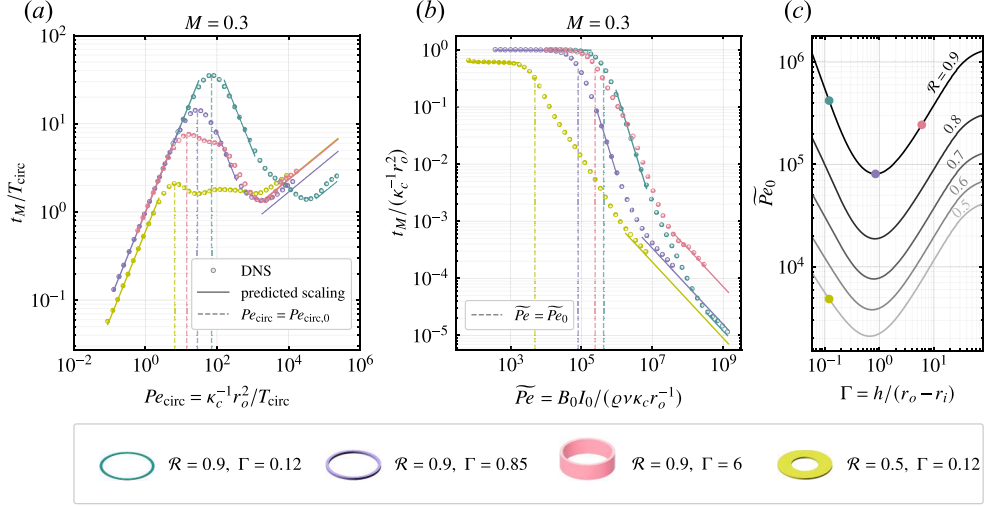 (a)
M = 0.3
t_M/T_circ
10^2
10^1
10^0
10^−1
DNS
predicted scaling
Pe_circ = Pe_circ,0
10^−2 10^0 10^2 10^4 10^6
Pe_circ = κ_c^−1 r_o^2/T_circ
(b)
M = 0.3
t_M/(κ_c^−1 r_o^2)
10^0
10^−1
10^−2
10^−3
10^−4
10^−5
P̃e = P̃e_0
10^3 10^5 10^7 10^9
P̃e = B_0 I_0/(ϱνκ_c r_o^−1)
(c)
P̃e_0
10^6
10^5
10^4
ℛ = 0.9
0.8
0.7
0.6
0.5
10^−1 10^0 10^1
Γ = h/(r_o − r_i)
ℛ = 0.9, Γ = 0.12 ℛ = 0.9, Γ = 0.85 ℛ = 0.9, Γ = 6 ℛ = 0.5, Γ = 0.12